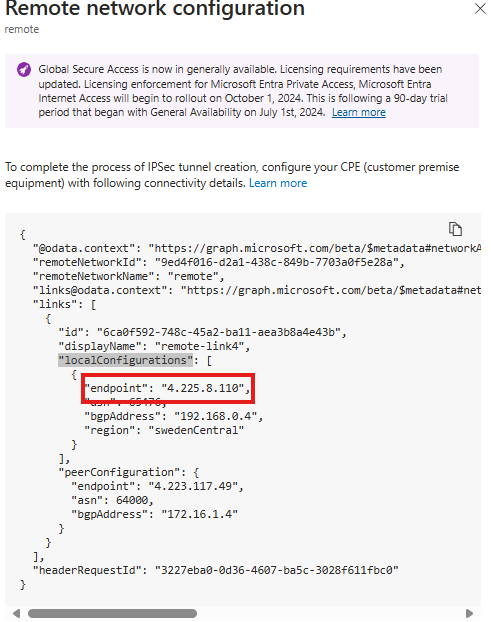 Remote network configuration
remote
Global Secure Access is now in generally available. Licensing requirements have been
updated. Licensing enforcement for Microsoft Entra Private Access, Microsoft Entra
Internet Access will begin to rollout on October 1, 2024. This is following a 90-day trial
period that began with General Availability on July 1st, 2024. Learn more
To complete the process of IPSec tunnel creation, configure your CPE (customer premise
equipment) with following connectivity details. Learn more
{
"@odata.context": "https://graph.microsoft.com/beta/$metadata#networkA
"remoteNetworkId": "9ed4f016-d2a1-438c-849b-7703a0f5e28a",
"remoteNetworkName": "remote",
"links@odata.context": "https://graph.microsoft.com/beta/$metadata#net
"links": [
{
"id": "6ca0f592-748c-45a2-ba11-aea3b8a4e43b",
"displayName": "remote-link4",
"localConfigurations": [
{
"endpoint": "4.225.8.110",
"asn": 65476,
"bgpAddress": "192.168.0.4",
"region": "swedenCentral"
}
],
"peerConfiguration": {
"endpoint": "4.223.117.49",
"asn": 64000,
"bgpAddress": "172.16.1.4"
}
}
],
"headerRequestId": "3227eba0-0d36-4607-ba5c-3028f611fbc0"
}